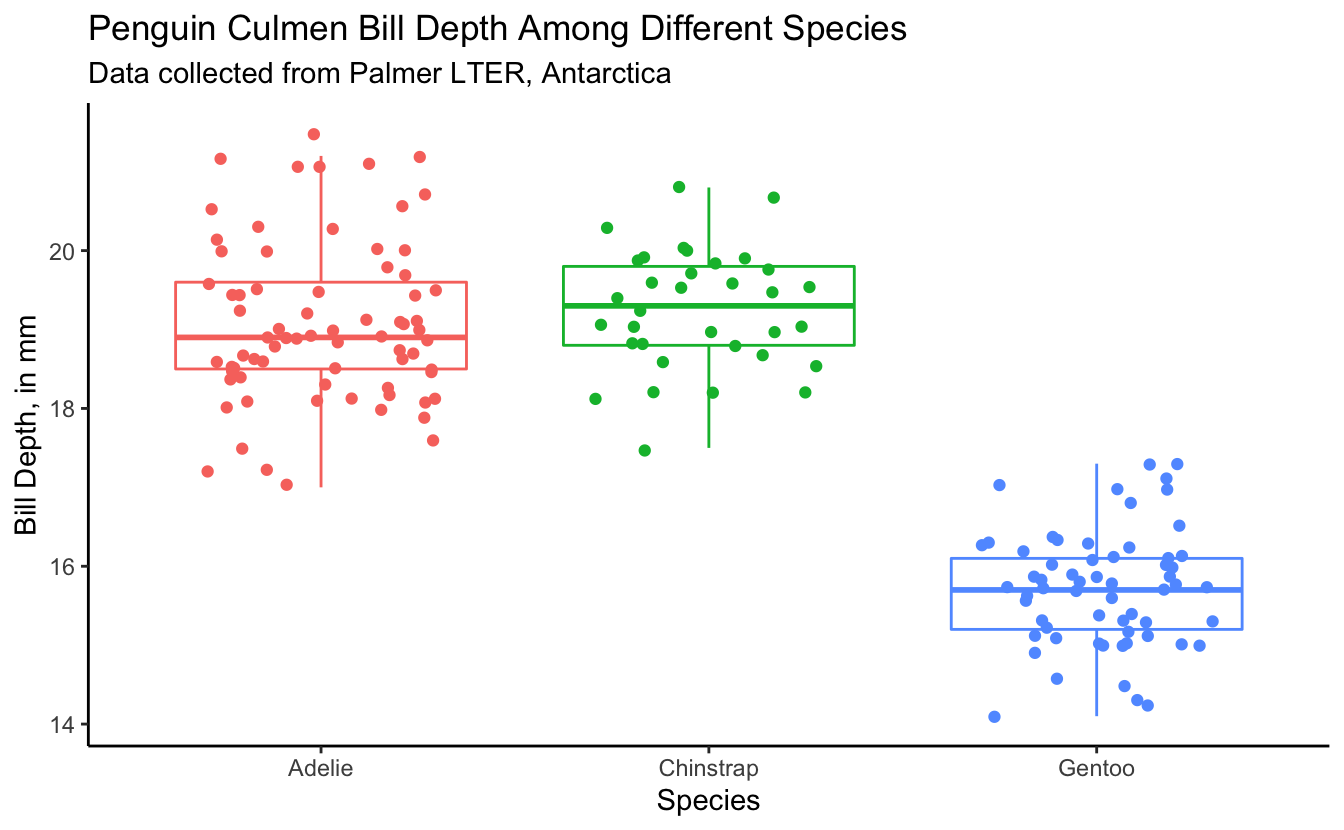 Penguin Culmen Bill Depth Among Different Species
Data collected from Palmer LTER, Antarctica
Bill Depth, in mm
20
18
16
14
Adelie
Chinstrap
Gentoo
Species